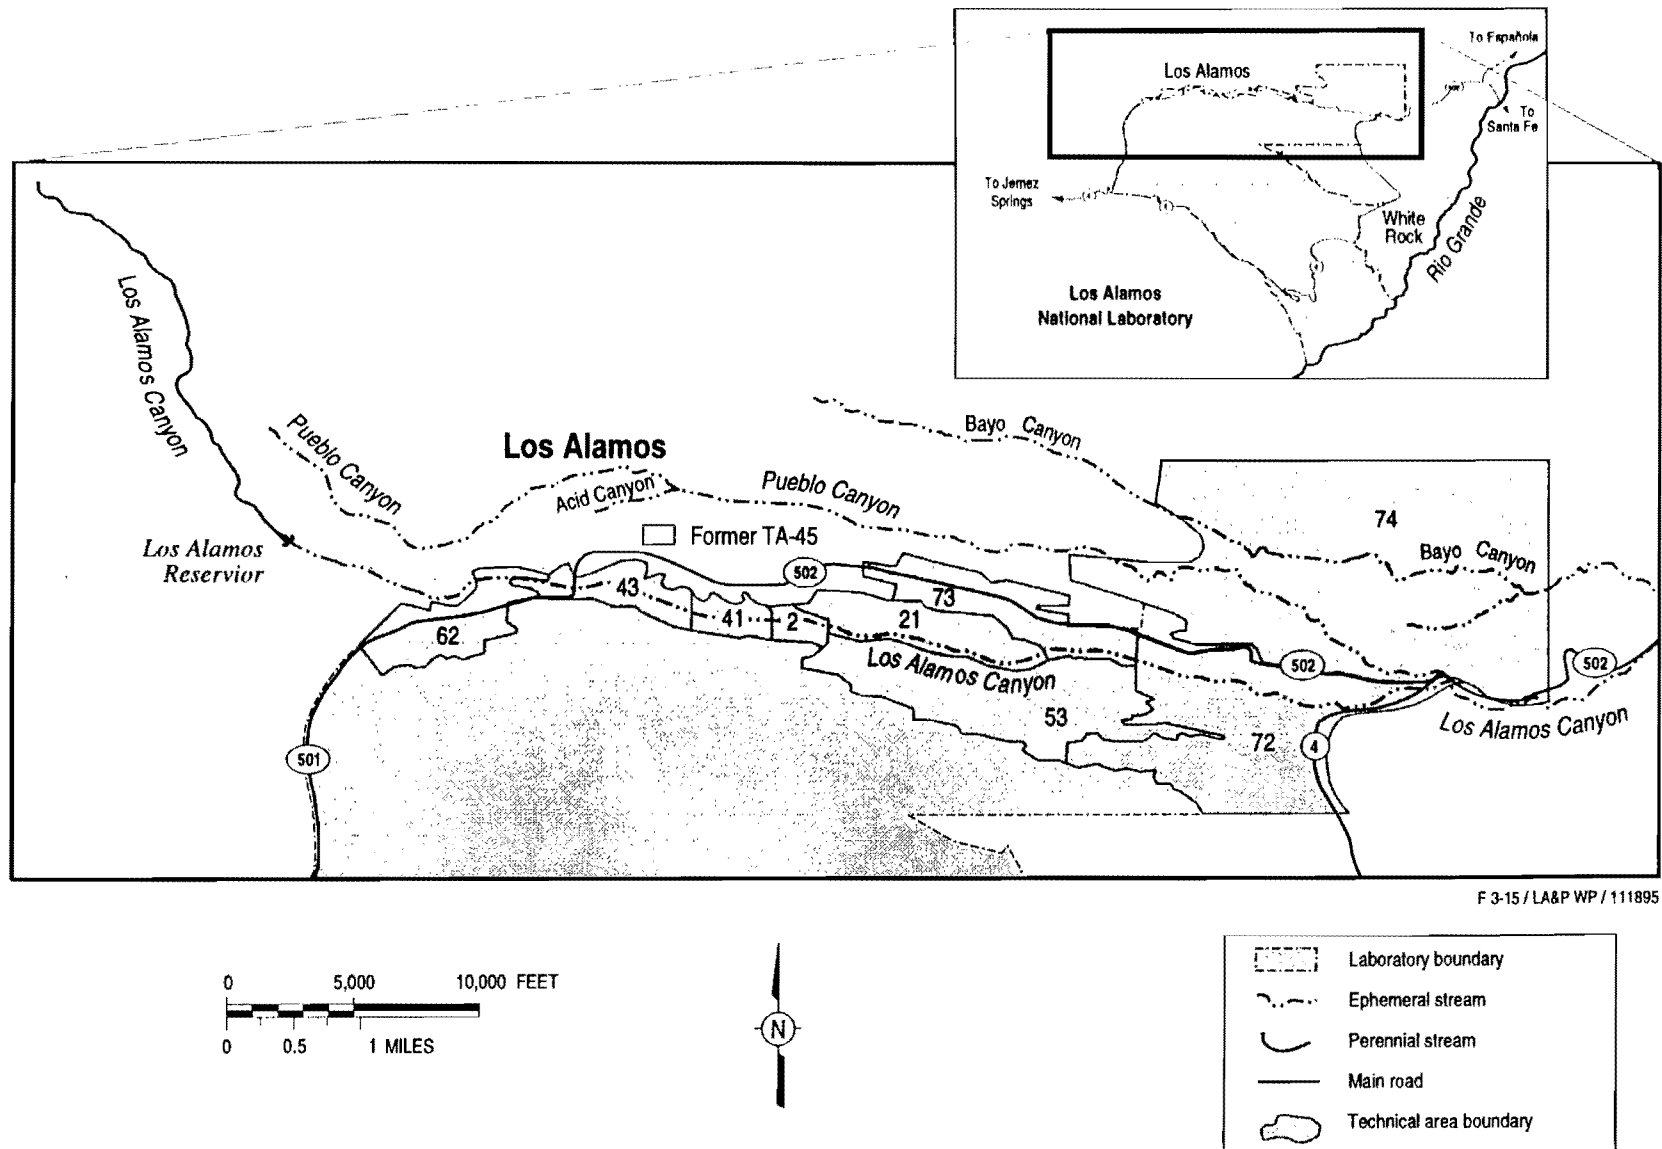 To Española
Los Alamos
To
Santa Fe
To Jemez
Springs
4
4
White
Rock
Rio Grande
4
Los Alamos
National Laboratory
Los Alamos Canyon
Pueblo Canyon
Los Alamos
Acid Canyon
Pueblo Canyon
Bayo Canyon
74
Bayo Canyon
Former TA-45
Los Alamos
Reservior
502
43
73
41
2
21
62
Los Alamos Canyon
502
502
53
72
Los Alamos Canyon
4
501
F 3-15 / LA&P WP / 111895
0 5,000 10,000 FEET
0 0.5 1 MILES
N
Laboratory boundary
Ephemeral stream
Perennial stream
Main road
Technical area boundary